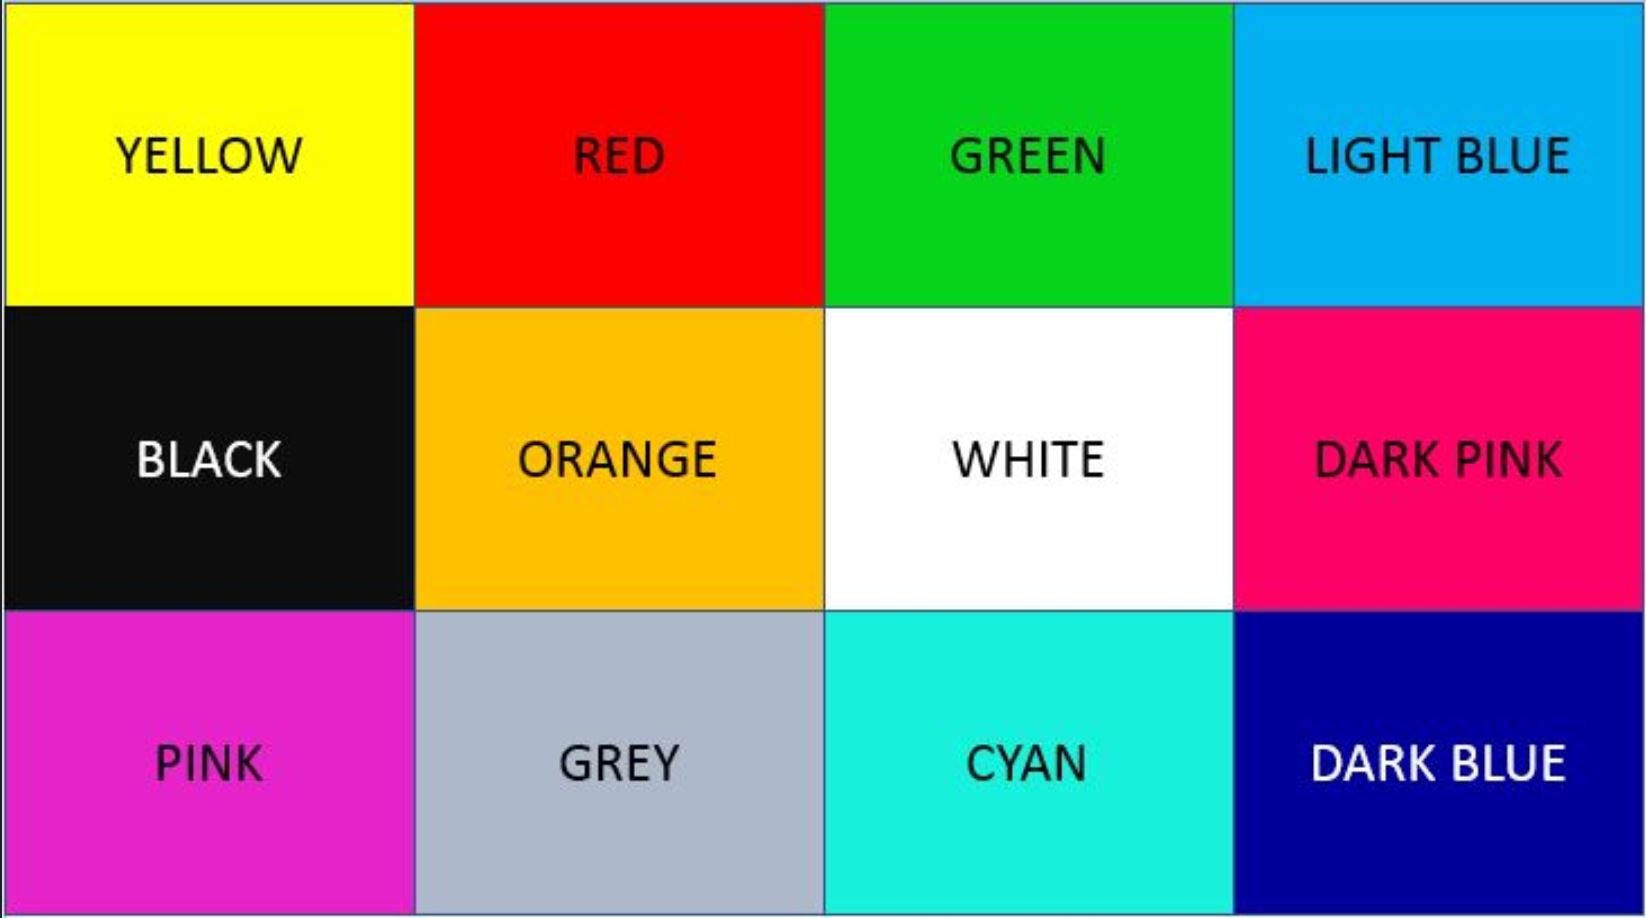 YELLOW
RED
GREEN
LIGHT BLUE
BLACK
ORANGE
WHITE
DARK PINK
PINK
GREY
CYAN
DARK BLUE